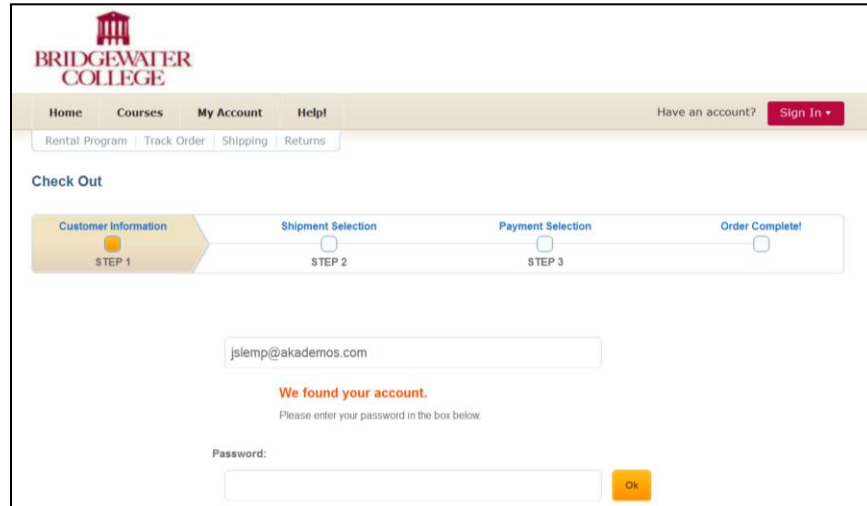 BRIDGEWATER
COLLEGE
Home Courses My Account Help! Have an account? Sign In
Rental Program Track Order Shipping Returns
Check Out
Customer Information Shipment Selection Payment Selection Order Complete!
STEP 1 STEP 2 STEP 3
jslemp@akademos.com
We found your account.
Please enter your password in the box below.
Password:
Ok